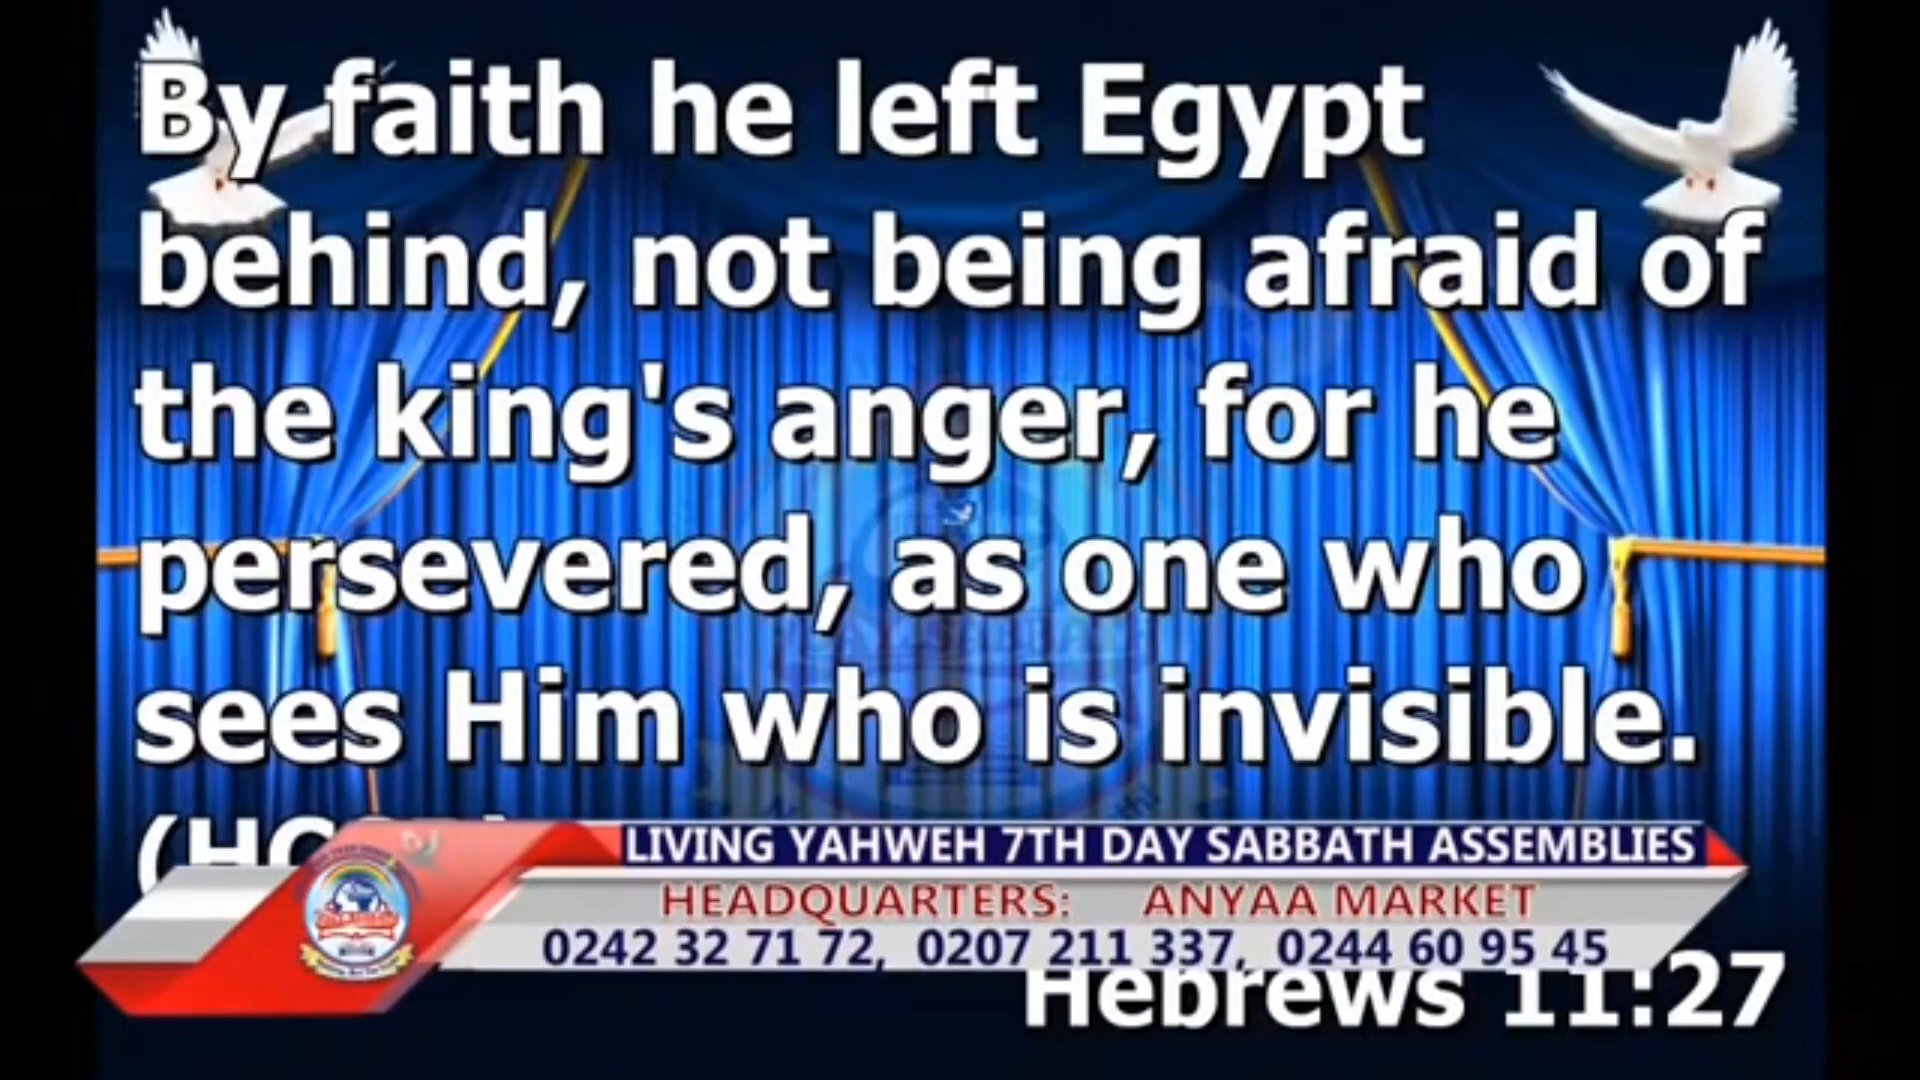 By faith he left Egypt
behind, not being afraid of
the king's anger, for he
persevered, as one who
sees Him who is invisible.
LIVING YAHWEH 7TH DAY SABBATH ASSEMBLIES
HEADQUARTERS: ANYAA MARKET
0242 32 71 72, 0207 211 337, 0244 60 95 45
Hebrews 11:27